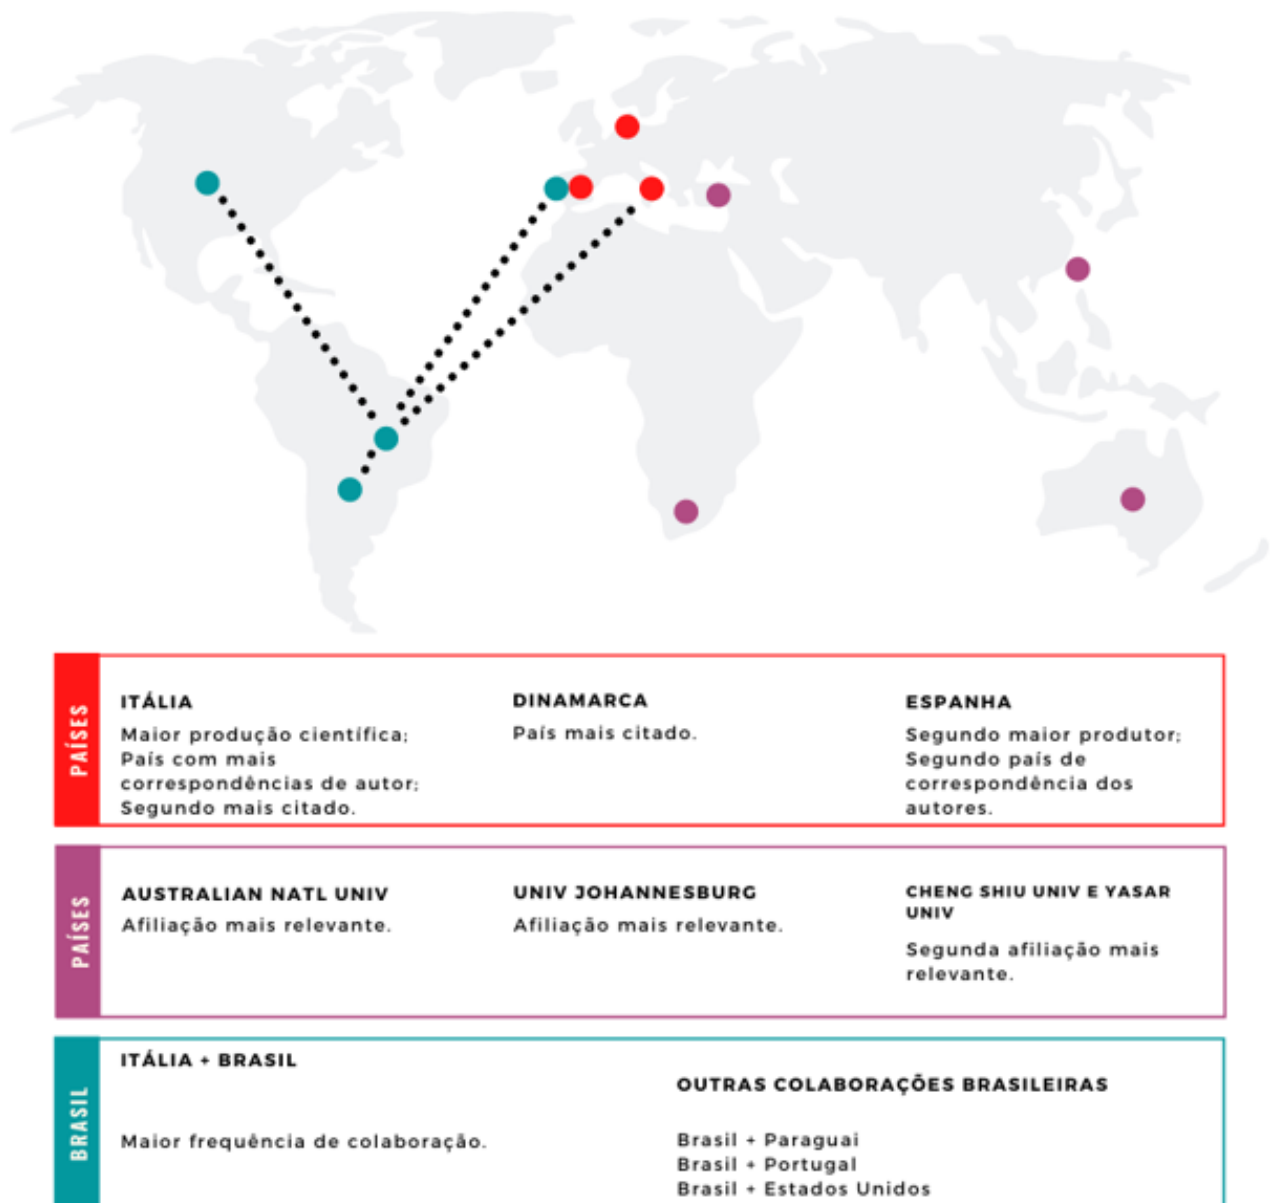 PAÍSES
ITÁLIA
Maior produção científica;
País com mais
correspondências de autor;
Segundo mais citado.
DINAMARCA
País mais citado.
ESPANHA
Segundo maior produtor;
Segundo país de
correspondência dos
autores.
PAÍSES
AUSTRALIAN NATL UNIV
Afiliação mais relevante.
UNIV JOHANNESBURG
Afiliação mais relevante.
CHENG SHIU UNIV E YASAR
UNIV
Segunda afiliação mais
relevante.
BRASIL
ITÁLIA + BRASIL
Maior frequência de colaboração.
OUTRAS COLABORAÇÕES BRASILEIRAS
Brasil + Paraguai
Brasil + Portugal
Brasil + Estados Unidos